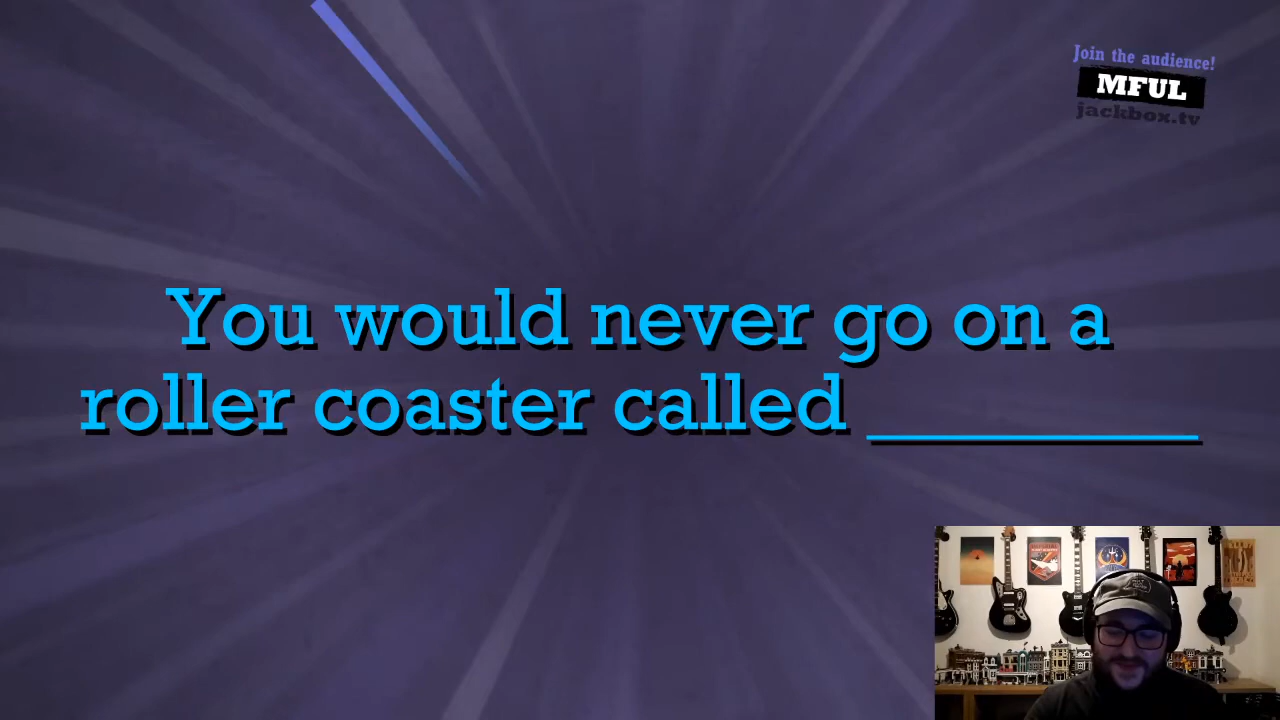 Join the audience!
MFUL
jackbox.tv
You would never go on a
roller coaster called ________